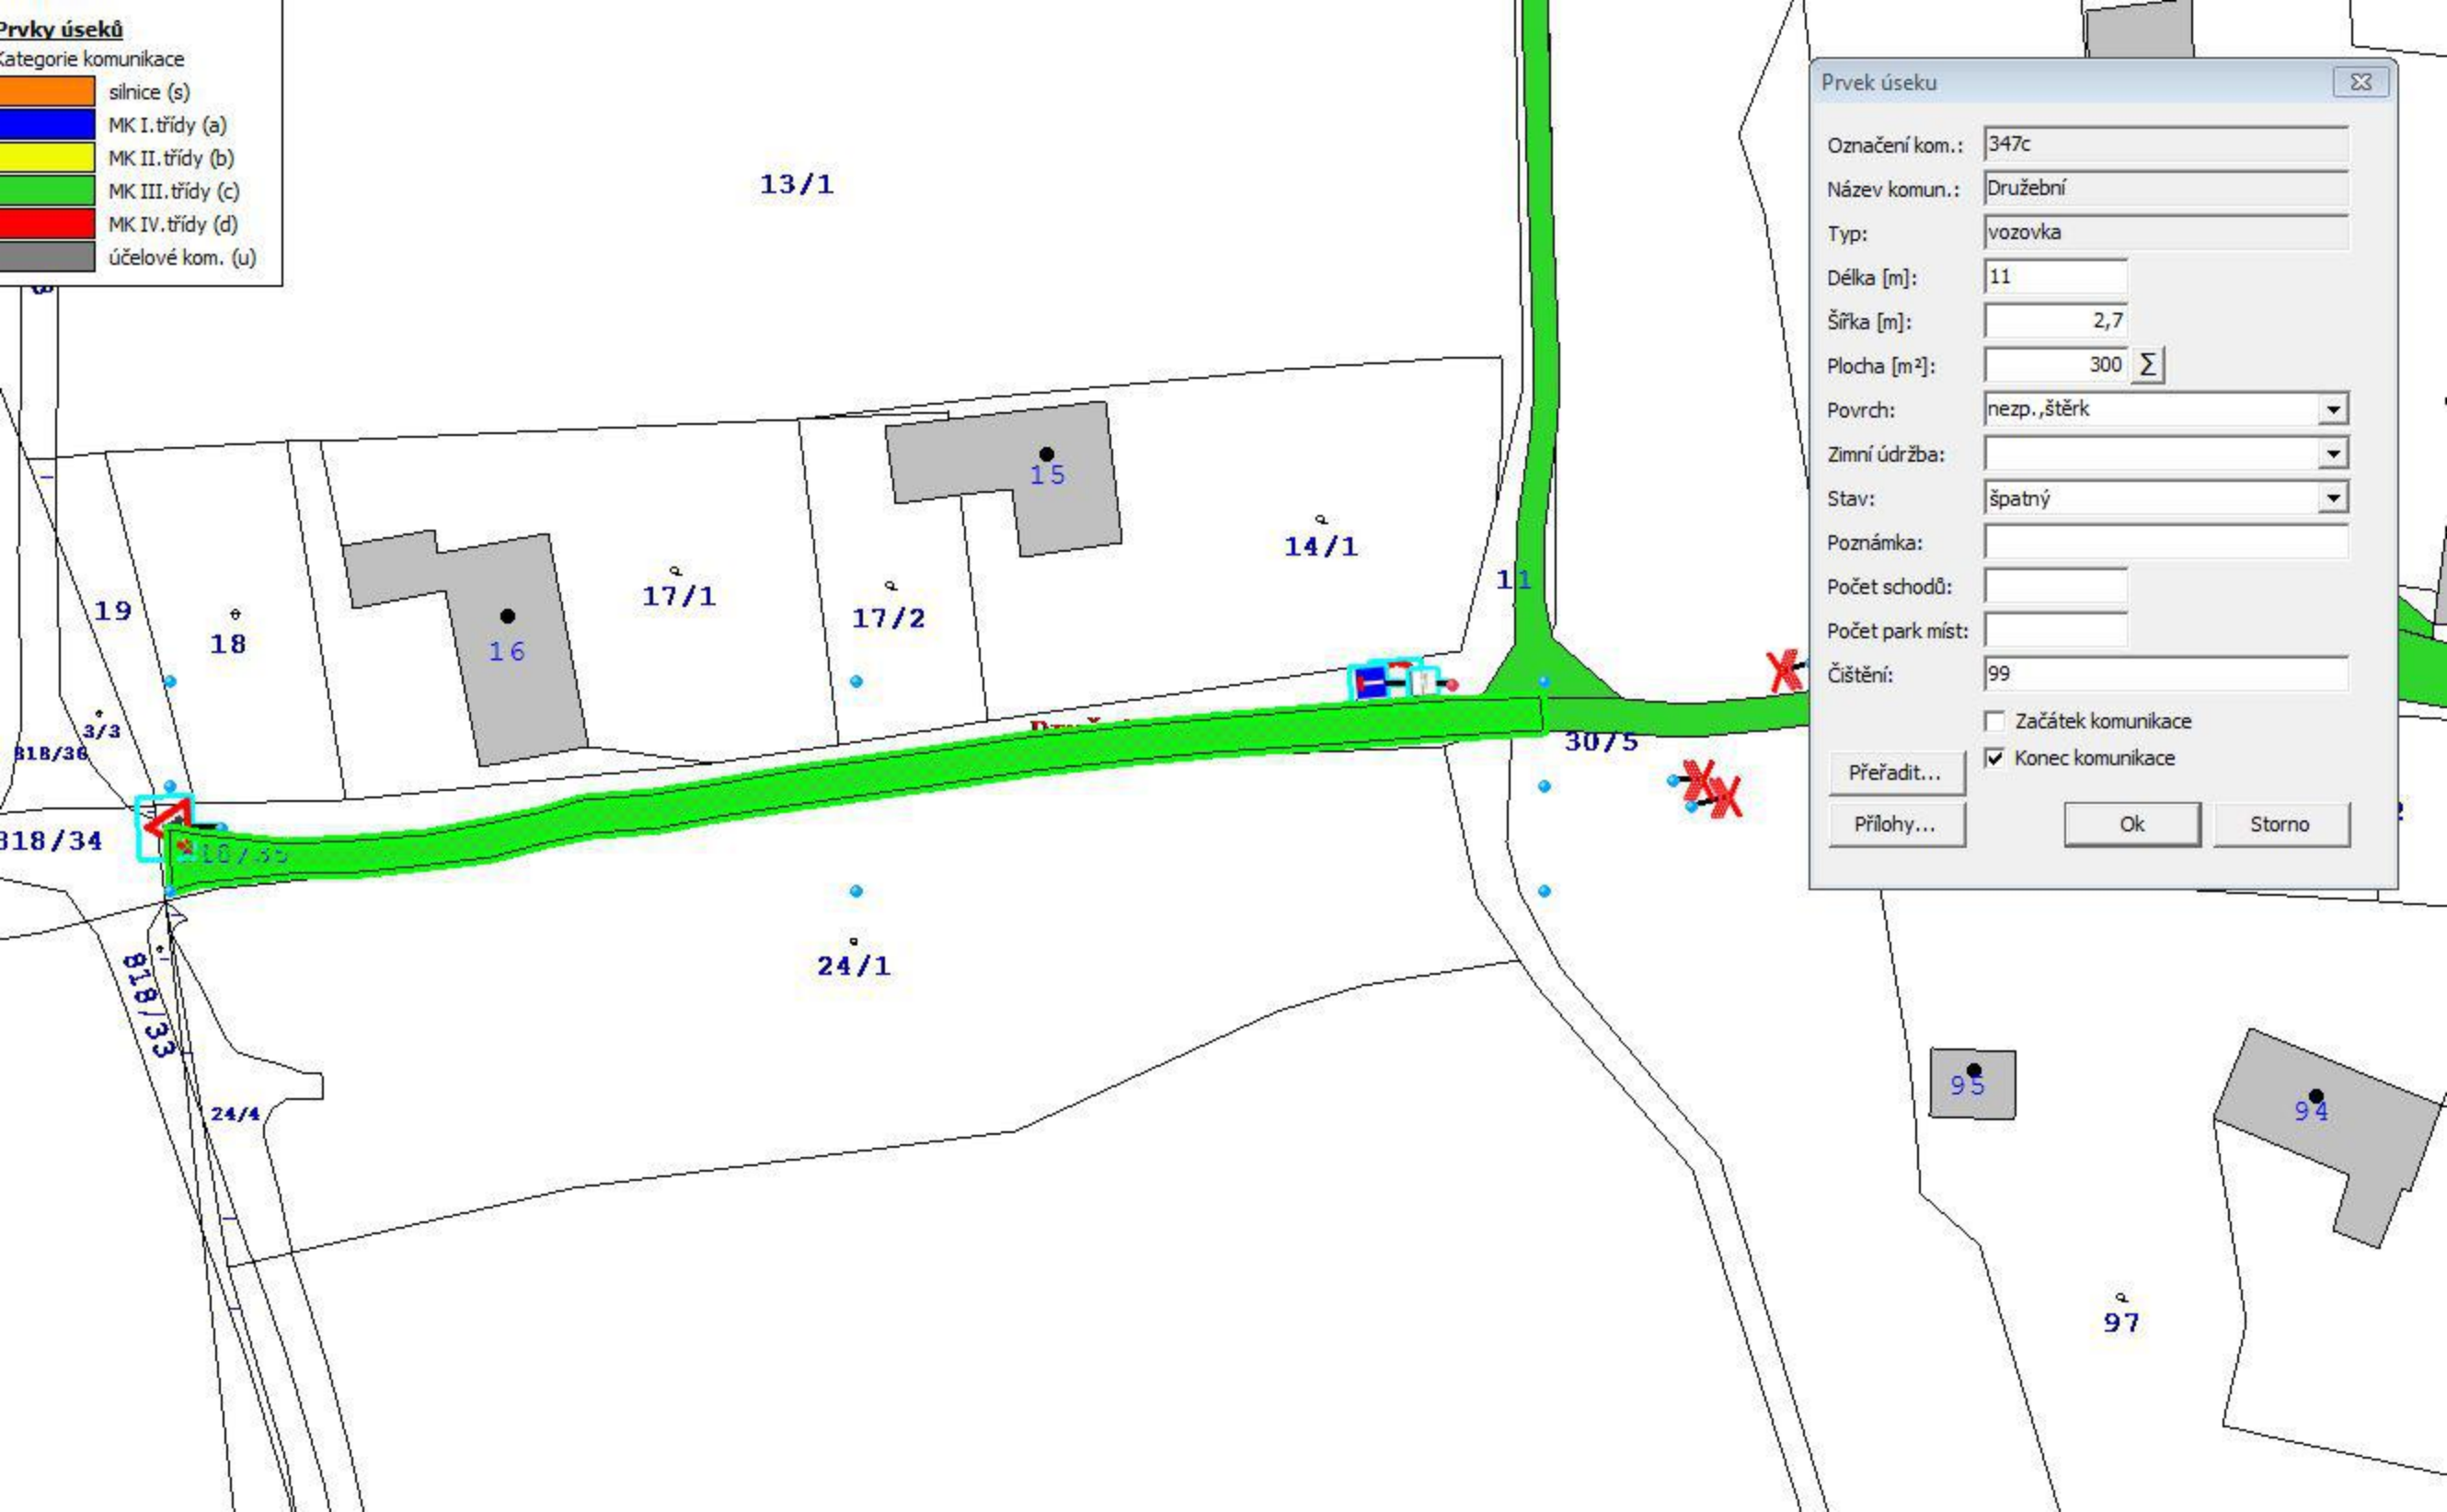 Prvky úseků
Kategorie komunikace
silnice (s)
MK I.třídy (a)
MK II.třídy (b)
MK III.třídy (c)
MK IV.třídy (d)
účelové kom. (u)
13/1
15
14/1
17/1
17/2
16
19
18
11
3/3
818/36
818/34
818/35
30/5
24/1
818/33
24/4
95
94
97
Prvek úseku
Označení kom.: 347c
Název komun.: Družební
Typ: vozovka
Délka [m]: 11
Šířka [m]: 2,7
Plocha [m²]: 300 Σ
Povrch: nezp.,štěrk
Zimní údržba:
Stav: špatný
Poznámka:
Počet schodů:
Počet park míst:
Čištění: 99
Začátek komunikace
Konec komunikace
Přeřadit...
Přílohy... Ok Storno